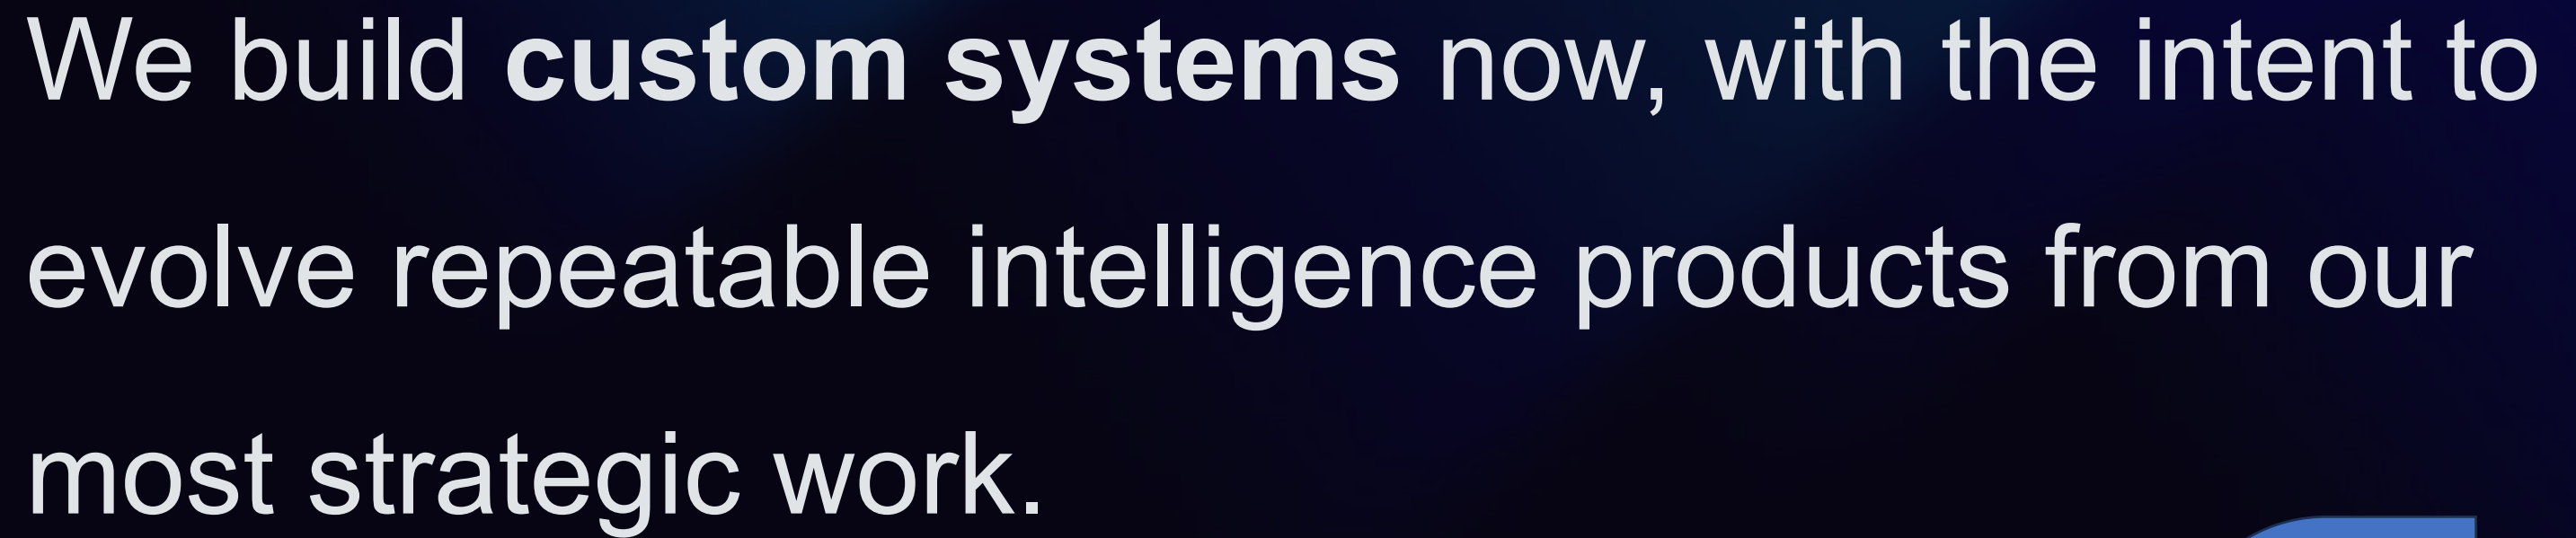 We build custom systems now, with the intent to
evolve repeatable intelligence products from our
most strategic work.